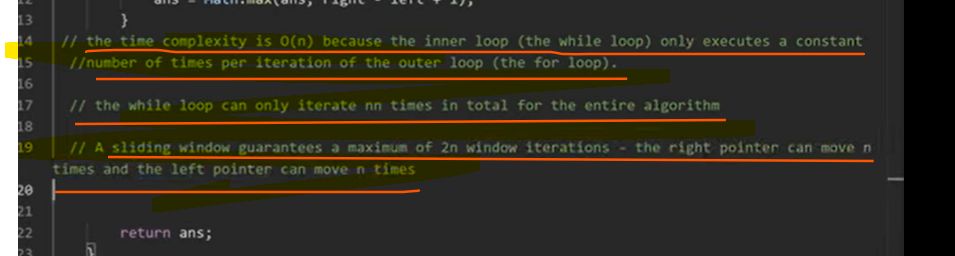 12 ans = Math.max(ans, right - left + 1);
13 }
14 // the time complexity is O(n) because the inner loop (the while loop) only executes a constant
15 //number of times per iteration of the outer loop (the for loop).
16
17 // the while loop can only iterate nn times in total for the entire algorithm
18
19 // A sliding window guarantees a maximum of 2n window iterations - the right pointer can move n
times and the left pointer can move n times
20
21
22 return ans;
23 }